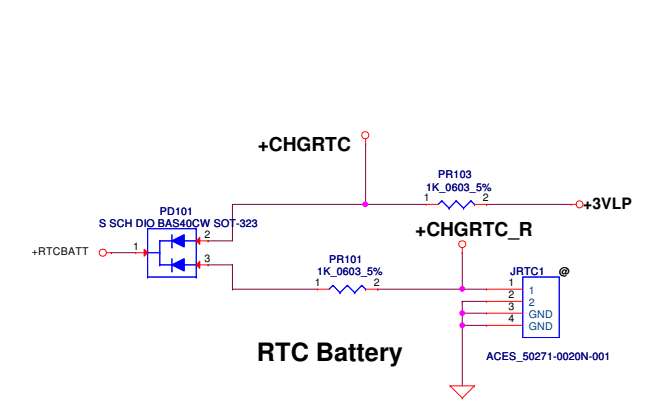 +CHGRTC
PR103
1K_0603_5%
1
2
+3VLP
PD101
S SCH DIO BAS40CW SOT-323
+RTCBATT
1
2
3
+CHGRTC_R
PR101
1K_0603_5%
1
2
JRTC1
@
1
1
2
2
3
GND
4
GND
RTC Battery
ACES_50271-0020N-001